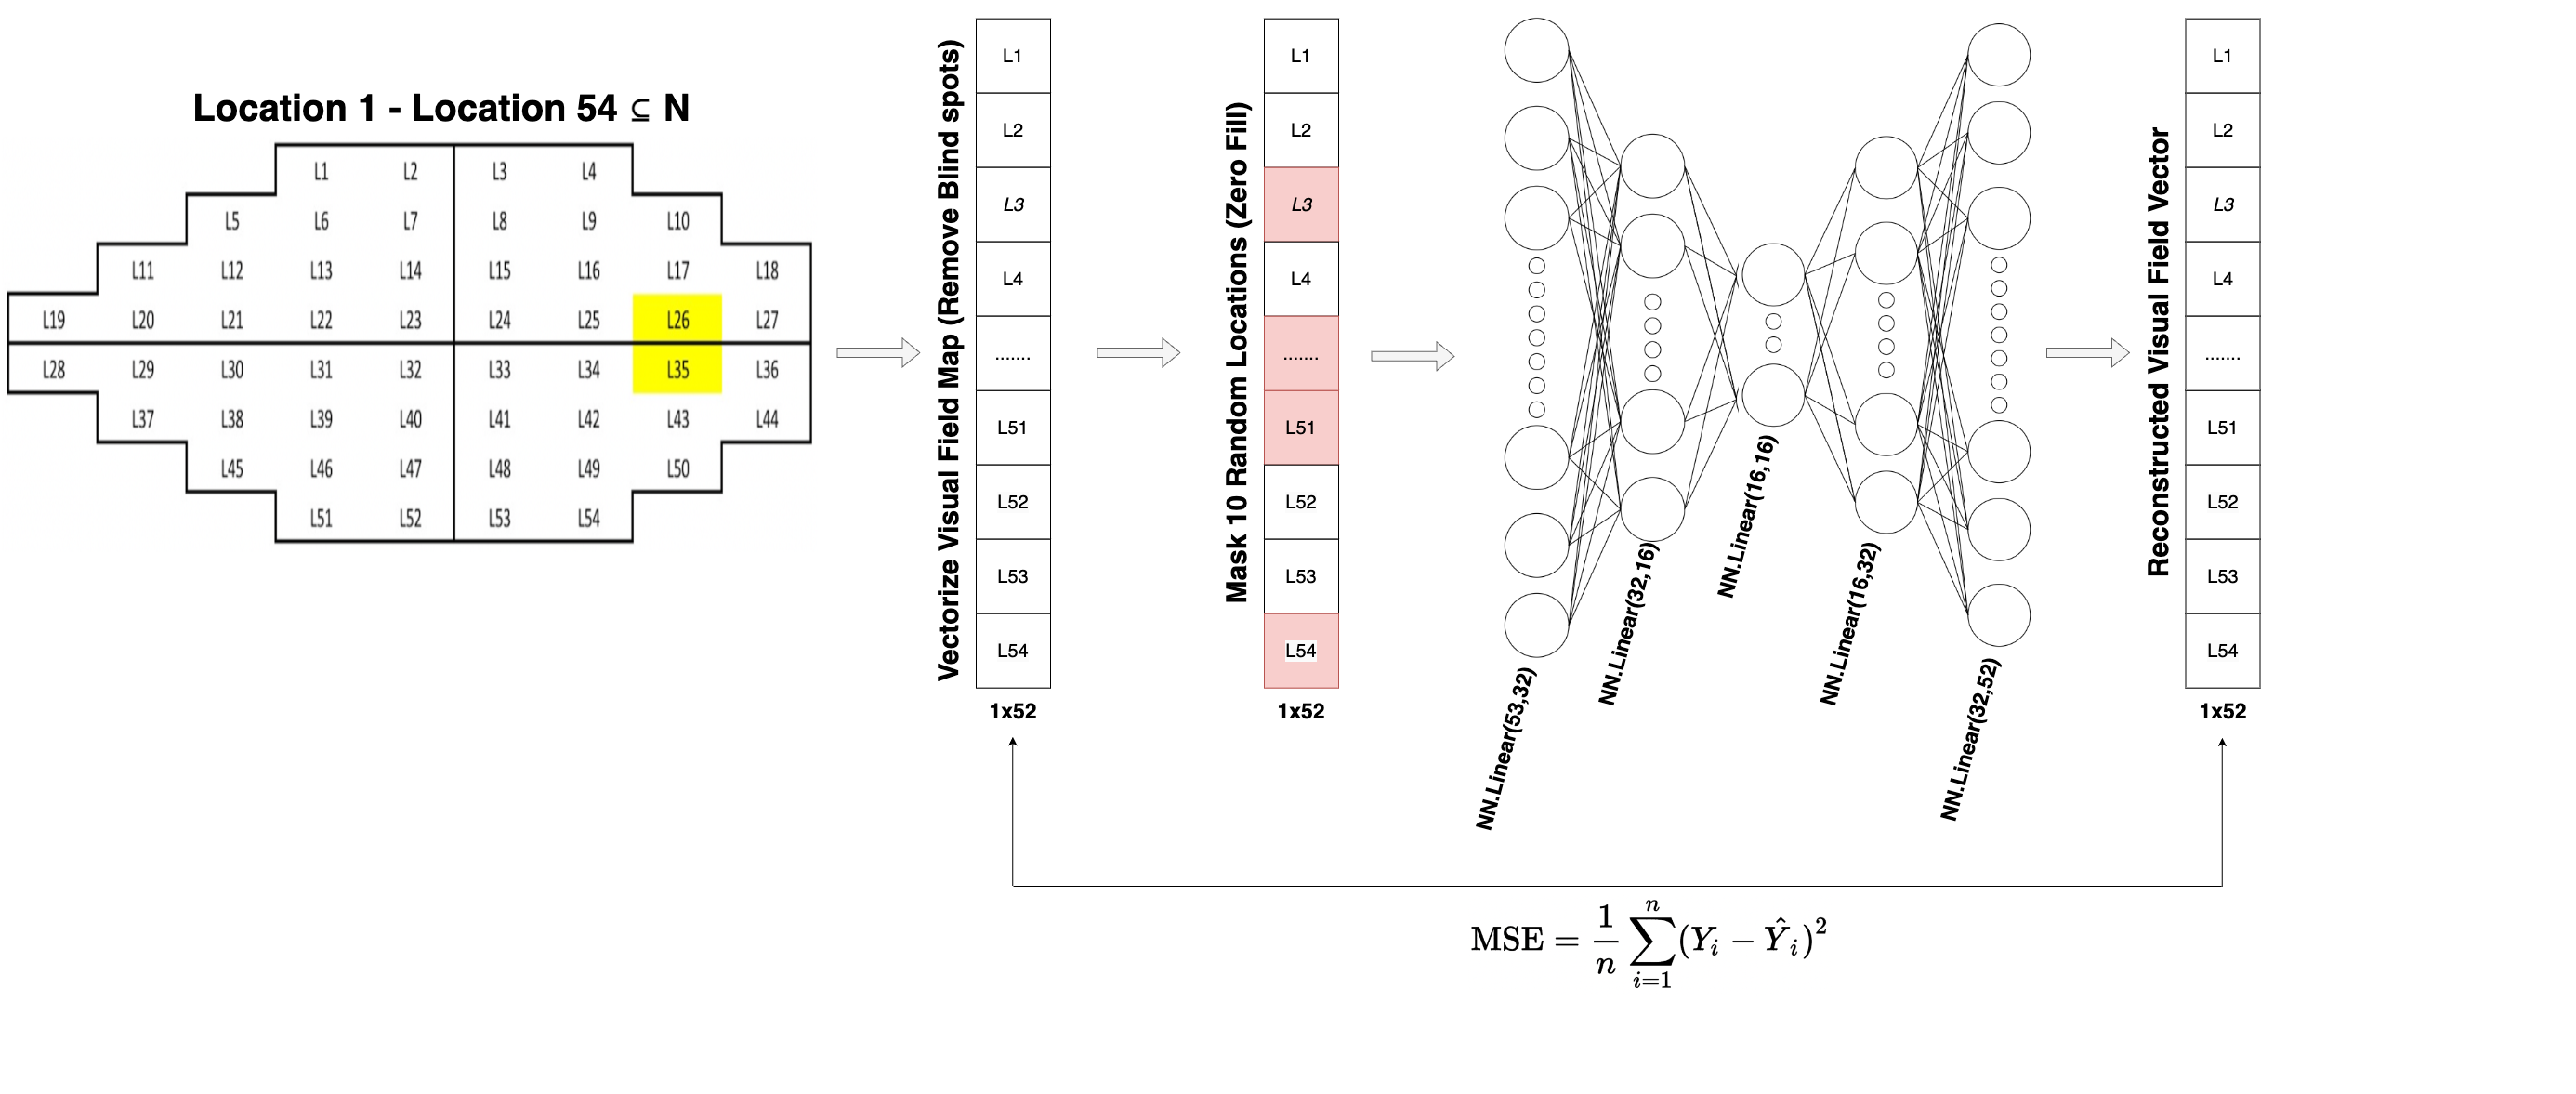 Location 1 - Location 54 ⊆ N
L1 L2 L3 L4
L5 L6 L7 L8 L9 L10
L11 L12 L13 L14 L15 L16 L17 L18
L19 L20 L21 L22 L23 L24 L25 L26 L27
L28 L29 L30 L31 L32 L33 L34 L35 L36
L37 L38 L39 L40 L41 L42 L43 L44
L45 L46 L47 L48 L49 L50
L51 L52 L53 L54
Vectorize Visual Field Map (Remove Blind spots)
L1
L2
L3
L4
.......
L51
L52
L53
L54
1x52
Mask 10 Random Locations (Zero Fill)
L1
L2
L3
L4
.......
L51
L52
L53
L54
1x52
NN.Linear(53,32)
NN.Linear(32,16)
NN.Linear(16,16)
NN.Linear(16,32)
NN.Linear(32,52)
Reconstructed Visual Field Vector
L1
L2
L3
L4
.......
L51
L52
L53
L54
1x52
MSE = \frac{1}{n} \sum_{i=1}^{n} (Y_i - \hat{Y}_i)^2